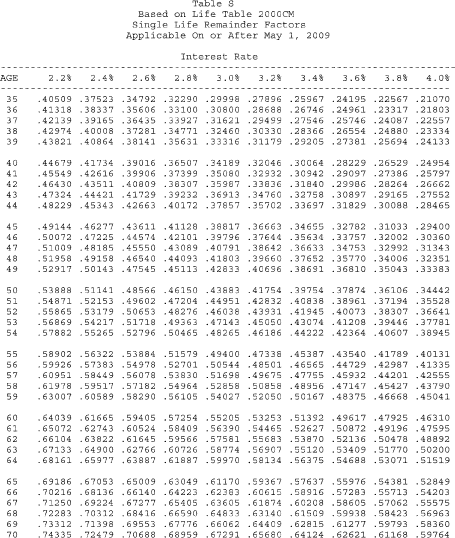 Table S
Based on Life Table 2000CM
Single Life Remainder Factors
Applicable On or After May 1, 2009
Interest Rate
AGE 2.2% 2.4% 2.6% 2.8% 3.0% 3.2% 3.4% 3.6% 3.8% 4.0%
35 .40509 .37523 .34792 .32290 .29998 .27896 .25967 .24195 .22567 .21070
36 .41318 .38337 .35606 .33100 .30800 .28688 .26746 .24961 .23317 .21803
37 .42139 .39165 .36435 .33927 .31621 .29499 .27546 .25746 .24087 .22557
38 .42974 .40008 .37281 .34771 .32460 .30330 .28366 .26554 .24880 .23334
39 .43821 .40864 .38141 .35631 .33316 .31179 .29205 .27381 .25694 .24133
40 .44679 .41734 .39016 .36507 .34189 .32046 .30064 .28229 .26529 .24954
41 .45549 .42616 .39906 .37399 .35080 .32932 .30942 .29097 .27386 .25797
42 .46430 .43511 .40809 .38307 .35987 .33836 .31840 .29986 .28264 .26662
43 .47324 .44421 .41729 .39232 .36913 .34760 .32758 .30897 .29165 .27552
44 .48229 .45343 .42663 .40172 .37857 .35702 .33697 .31829 .30088 .28465
45 .49144 .46277 .43611 .41128 .38817 .36663 .34655 .32781 .31033 .29400
46 .50072 .47225 .44574 .42101 .39796 .37644 .35634 .33757 .32002 .30360
47 .51009 .48185 .45550 .43089 .40791 .38642 .36633 .34753 .32992 .31343
48 .51958 .49158 .46540 .44093 .41803 .39660 .37652 .35770 .34006 .32351
49 .52917 .50143 .47545 .45113 .42833 .40696 .38691 .36810 .35043 .33383
50 .53888 .51141 .48566 .46150 .43883 .41754 .39754 .37874 .36106 .34442
51 .54871 .52153 .49602 .47204 .44951 .42832 .40838 .38961 .37194 .35528
52 .55865 .53179 .50653 .48276 .46038 .43931 .41945 .40073 .38307 .36641
53 .56869 .54217 .51718 .49363 .47143 .45050 .43074 .41208 .39446 .37781
54 .57882 .55265 .52796 .50465 .48265 .46186 .44222 .42364 .40607 .38945
55 .58902 .56322 .53884 .51579 .49400 .47338 .45387 .43540 .41789 .40131
56 .59926 .57383 .54978 .52701 .50544 .48501 .46565 .44729 .42987 .41335
57 .60951 .58449 .56078 .53830 .51698 .49675 .47755 .45932 .44201 .42555
58 .61978 .59517 .57182 .54964 .52858 .50858 .48956 .47147 .45427 .43790
59 .63007 .60589 .58290 .56105 .54027 .52050 .50167 .48375 .46668 .45041
60 .64039 .61665 .59405 .57254 .55205 .53253 .51392 .49617 .47925 .46310
61 .65072 .62743 .60524 .58409 .56390 .54465 .52627 .50872 .49196 .47595
62 .66104 .63822 .61645 .59566 .57581 .55683 .53870 .52136 .50478 .48892
63 .67133 .64900 .62766 .60726 .58774 .56907 .55120 .53409 .51770 .50200
64 .68161 .65977 .63887 .61887 .59970 .58134 .56375 .54688 .53071 .51519
65 .69186 .67053 .65009 .63049 .61170 .59367 .57637 .55976 .54381 .52849
66 .70216 .68136 .66140 .64223 .62383 .60615 .58916 .57283 .55713 .54203
67 .71250 .69224 .67277 .65405 .63605 .61874 .60208 .58605 .57062 .55575
68 .72283 .70312 .68416 .66590 .64833 .63140 .61509 .59938 .58423 .56963
69 .73312 .71398 .69553 .67776 .66062 .64409 .62815 .61277 .59793 .58360
70 .74335 .72479 .70688 .68959 .67291 .65680 .64124 .62621 .61168 .59764